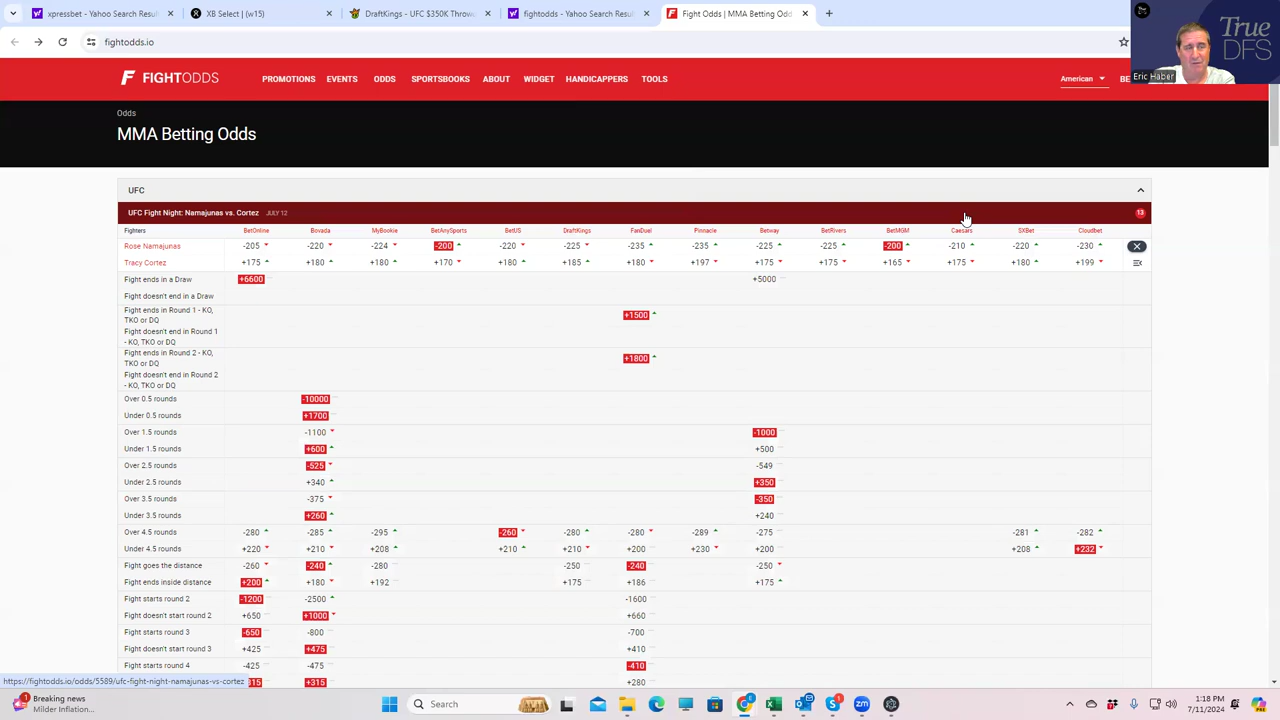 xpressbet - Yahoo Search Resul
XB Select | (w15)
DraftKings - UFC $350K Throw
fightodds - Yahoo Search Resul
Fight Odds | MMA Betting Odd
fightodds.io
True
DFS
Eric Haber
FIGHTODDS
PROMOTIONS EVENTS ODDS SPORTSBOOKS ABOUT WIDGET HANDICAPPERS TOOLS
American
Odds
MMA Betting Odds
UFC
UFC Fight Night: Namajunas vs. Cortez JULY 12 13
Fighters BetOnline Bovada MyBookie BetAnySports BetUS DraftKings FanDuel Pinnacle Betway BetRivers BetMGM Caesars SXBet Cloudbet
Rose Namajunas -205 -220 -224 -200 -220 -225 -235 -235 -225 -225 -200 -210 -220 -230
Tracy Cortez +175 +180 +180 +170 +180 +185 +180 +197 +175 +175 +165 +175 +180 +199
Fight ends in a Draw +6600 +5000
Fight doesn't end in a Draw
Fight ends in Round 1 - KO,
TKO or DQ +1500
Fight doesn't end in Round 1
- KO, TKO or DQ
Fight ends in Round 2 - KO,
TKO or DQ +1800
Fight doesn't end in Round 2
- KO, TKO or DQ
Over 0.5 rounds -10000
Under 0.5 rounds +1700
Over 1.5 rounds -1100 -1000
Under 1.5 rounds +600 +500
Over 2.5 rounds -525 -549
Under 2.5 rounds +340 +350
Over 3.5 rounds -375 -350
Under 3.5 rounds +260 +240
Over 4.5 rounds -280 -285 -295 -260 -280 -280 -289 -275 -281 -282
Under 4.5 rounds +220 +210 +208 +210 +210 +200 +230 +200 +208 +232
Fight goes the distance -260 -240 -280 -250 -240 -250
Fight ends inside distance +200 +180 +192 +175 +186 +175
Fight starts round 2 -1200 -2500 -1600
Fight doesn't start round 2 +650 +1000 +660
Fight starts round 3 -650 -800 -700
Fight doesn't start round 3 +425 +475 +410
Fight starts round 4 -425 -475 -410
+315 +280
https://fightodds.io/odds/5589/ufc-fight-night-namajunas-vs-cortez
Breaking news
Milder Inflation...
Search
1:18 PM
7/11/2024